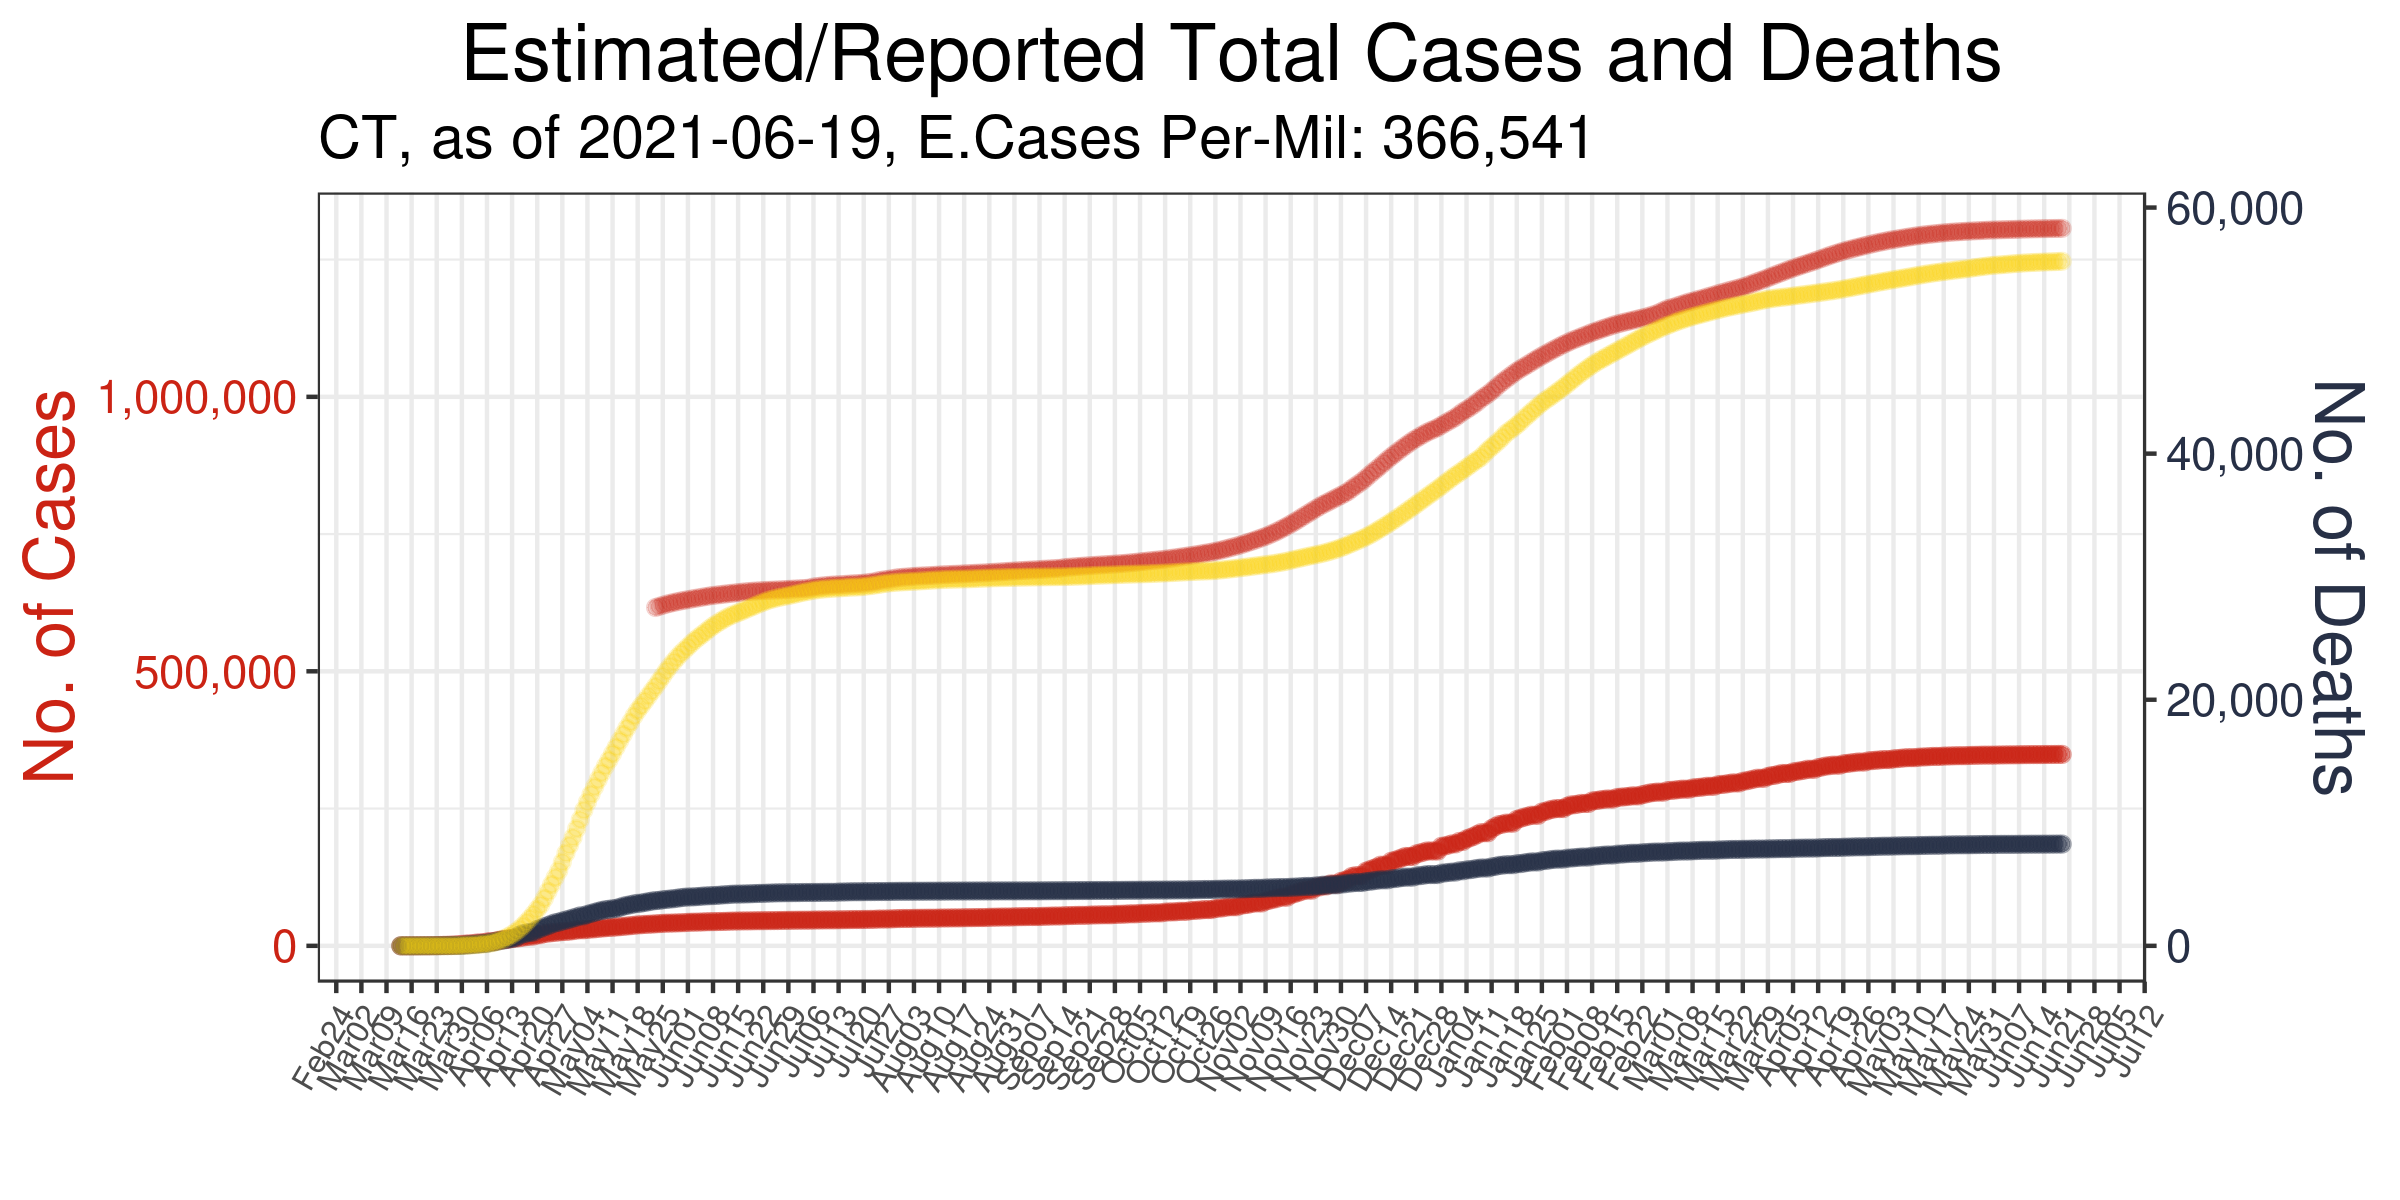 Estimated/Reported Total Cases and Deaths
CT, as of 2021-06-19, E.Cases Per-Mil: 366,541
No. of Cases
1,000,000
500,000
0
60,000
40,000
20,000
0
No. of Deaths
Feb24
Mar02
Mar09
Mar16
Mar23
Mar30
Apr06
Apr13
Apr20
Apr27
May04
May11
May18
May25
Jun01
Jun08
Jun15
Jun22
Jun29
Jul06
Jul13
Jul20
Jul27
Aug03
Aug10
Aug17
Aug24
Aug31
Sep07
Sep14
Sep21
Sep28
Oct05
Oct12
Oct19
Oct26
Nov02
Nov09
Nov16
Nov23
Nov30
Dec07
Dec14
Dec21
Dec28
Jan04
Jan11
Jan18
Jan25
Feb01
Feb08
Feb15
Feb22
Mar01
Mar08
Mar15
Mar22
Mar29
Apr05
Apr12
Apr19
Apr26
May03
May10
May17
May24
May31
Jun07
Jun14
Jun21
Jun28
Jul05
Jul12